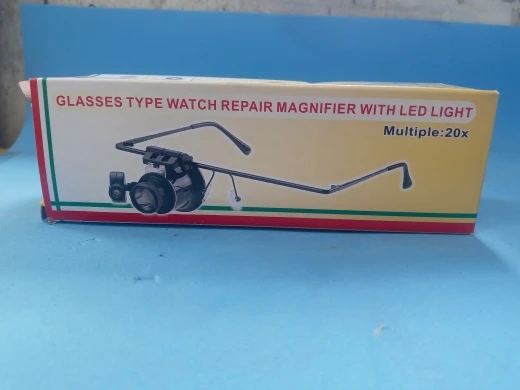 GLASSES TYPE WATCH REPAIR MAGNIFIER WITH LED LIGHT
Multiple:20x